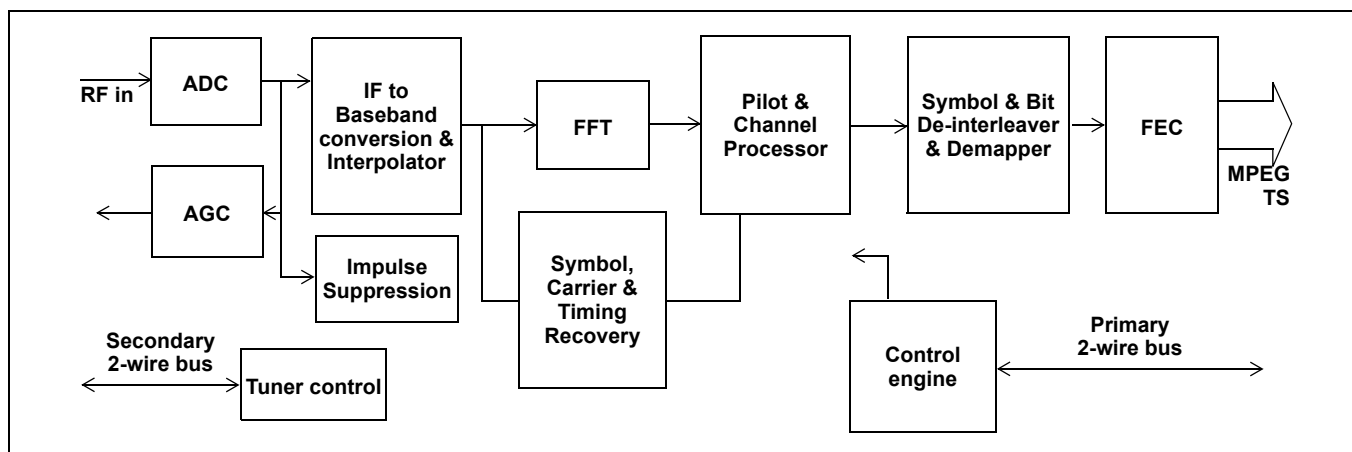 RF in
ADC
IF to
Baseband
conversion &
Interpolator
FFT
Pilot &
Channel
Processor
Symbol & Bit
De-interleaver
& Demapper
FEC
MPEG
TS
AGC
Impulse
Suppression
Symbol,
Carrier &
Timing
Recovery
Secondary
2-wire bus
Tuner control
Control
engine
Primary
2-wire bus